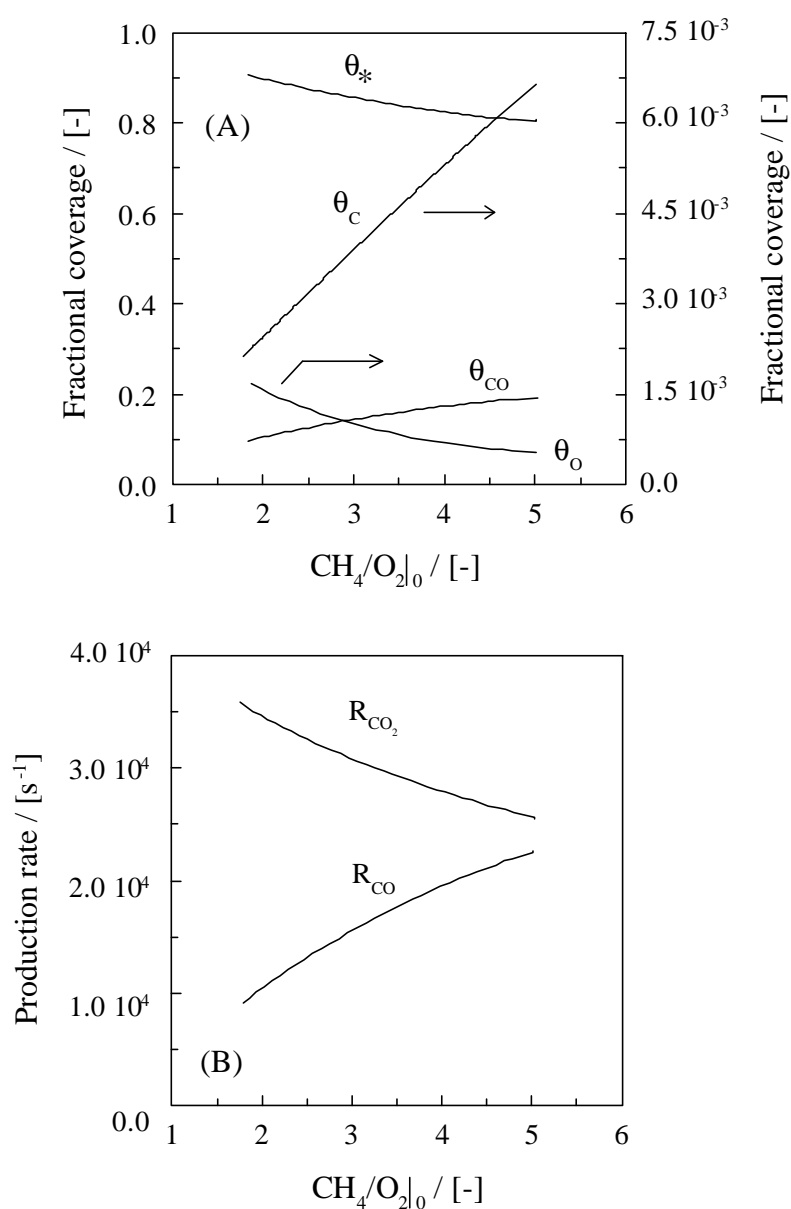 1.0
0.8
0.6
0.4
0.2
0.0
Fractional coverage / [-]
(A)
θ*
θC
θCO
θO
7.5 10-3
6.0 10-3
4.5 10-3
3.0 10-3
1.5 10-3
0.0
Fractional coverage / [-]
1 2 3 4 5 6
CH4/O2|0 / [-]
4.0 104
3.0 104
2.0 104
1.0 104
0.0
Production rate / [s-1]
RCO2
RCO
(B)
1 2 3 4 5 6
CH4/O2|0 / [-]